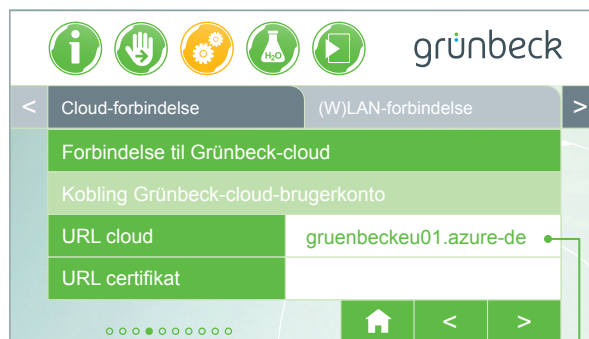 i
H₂O
grünbeck
< Cloud-forbindelse (W)LAN-forbindelse >
Forbindelse til Grünbeck-cloud
Kobling Grünbeck-cloud-brugerkonto
URL cloud gruenbeckeu01.azure-de
URL certifikat
< >